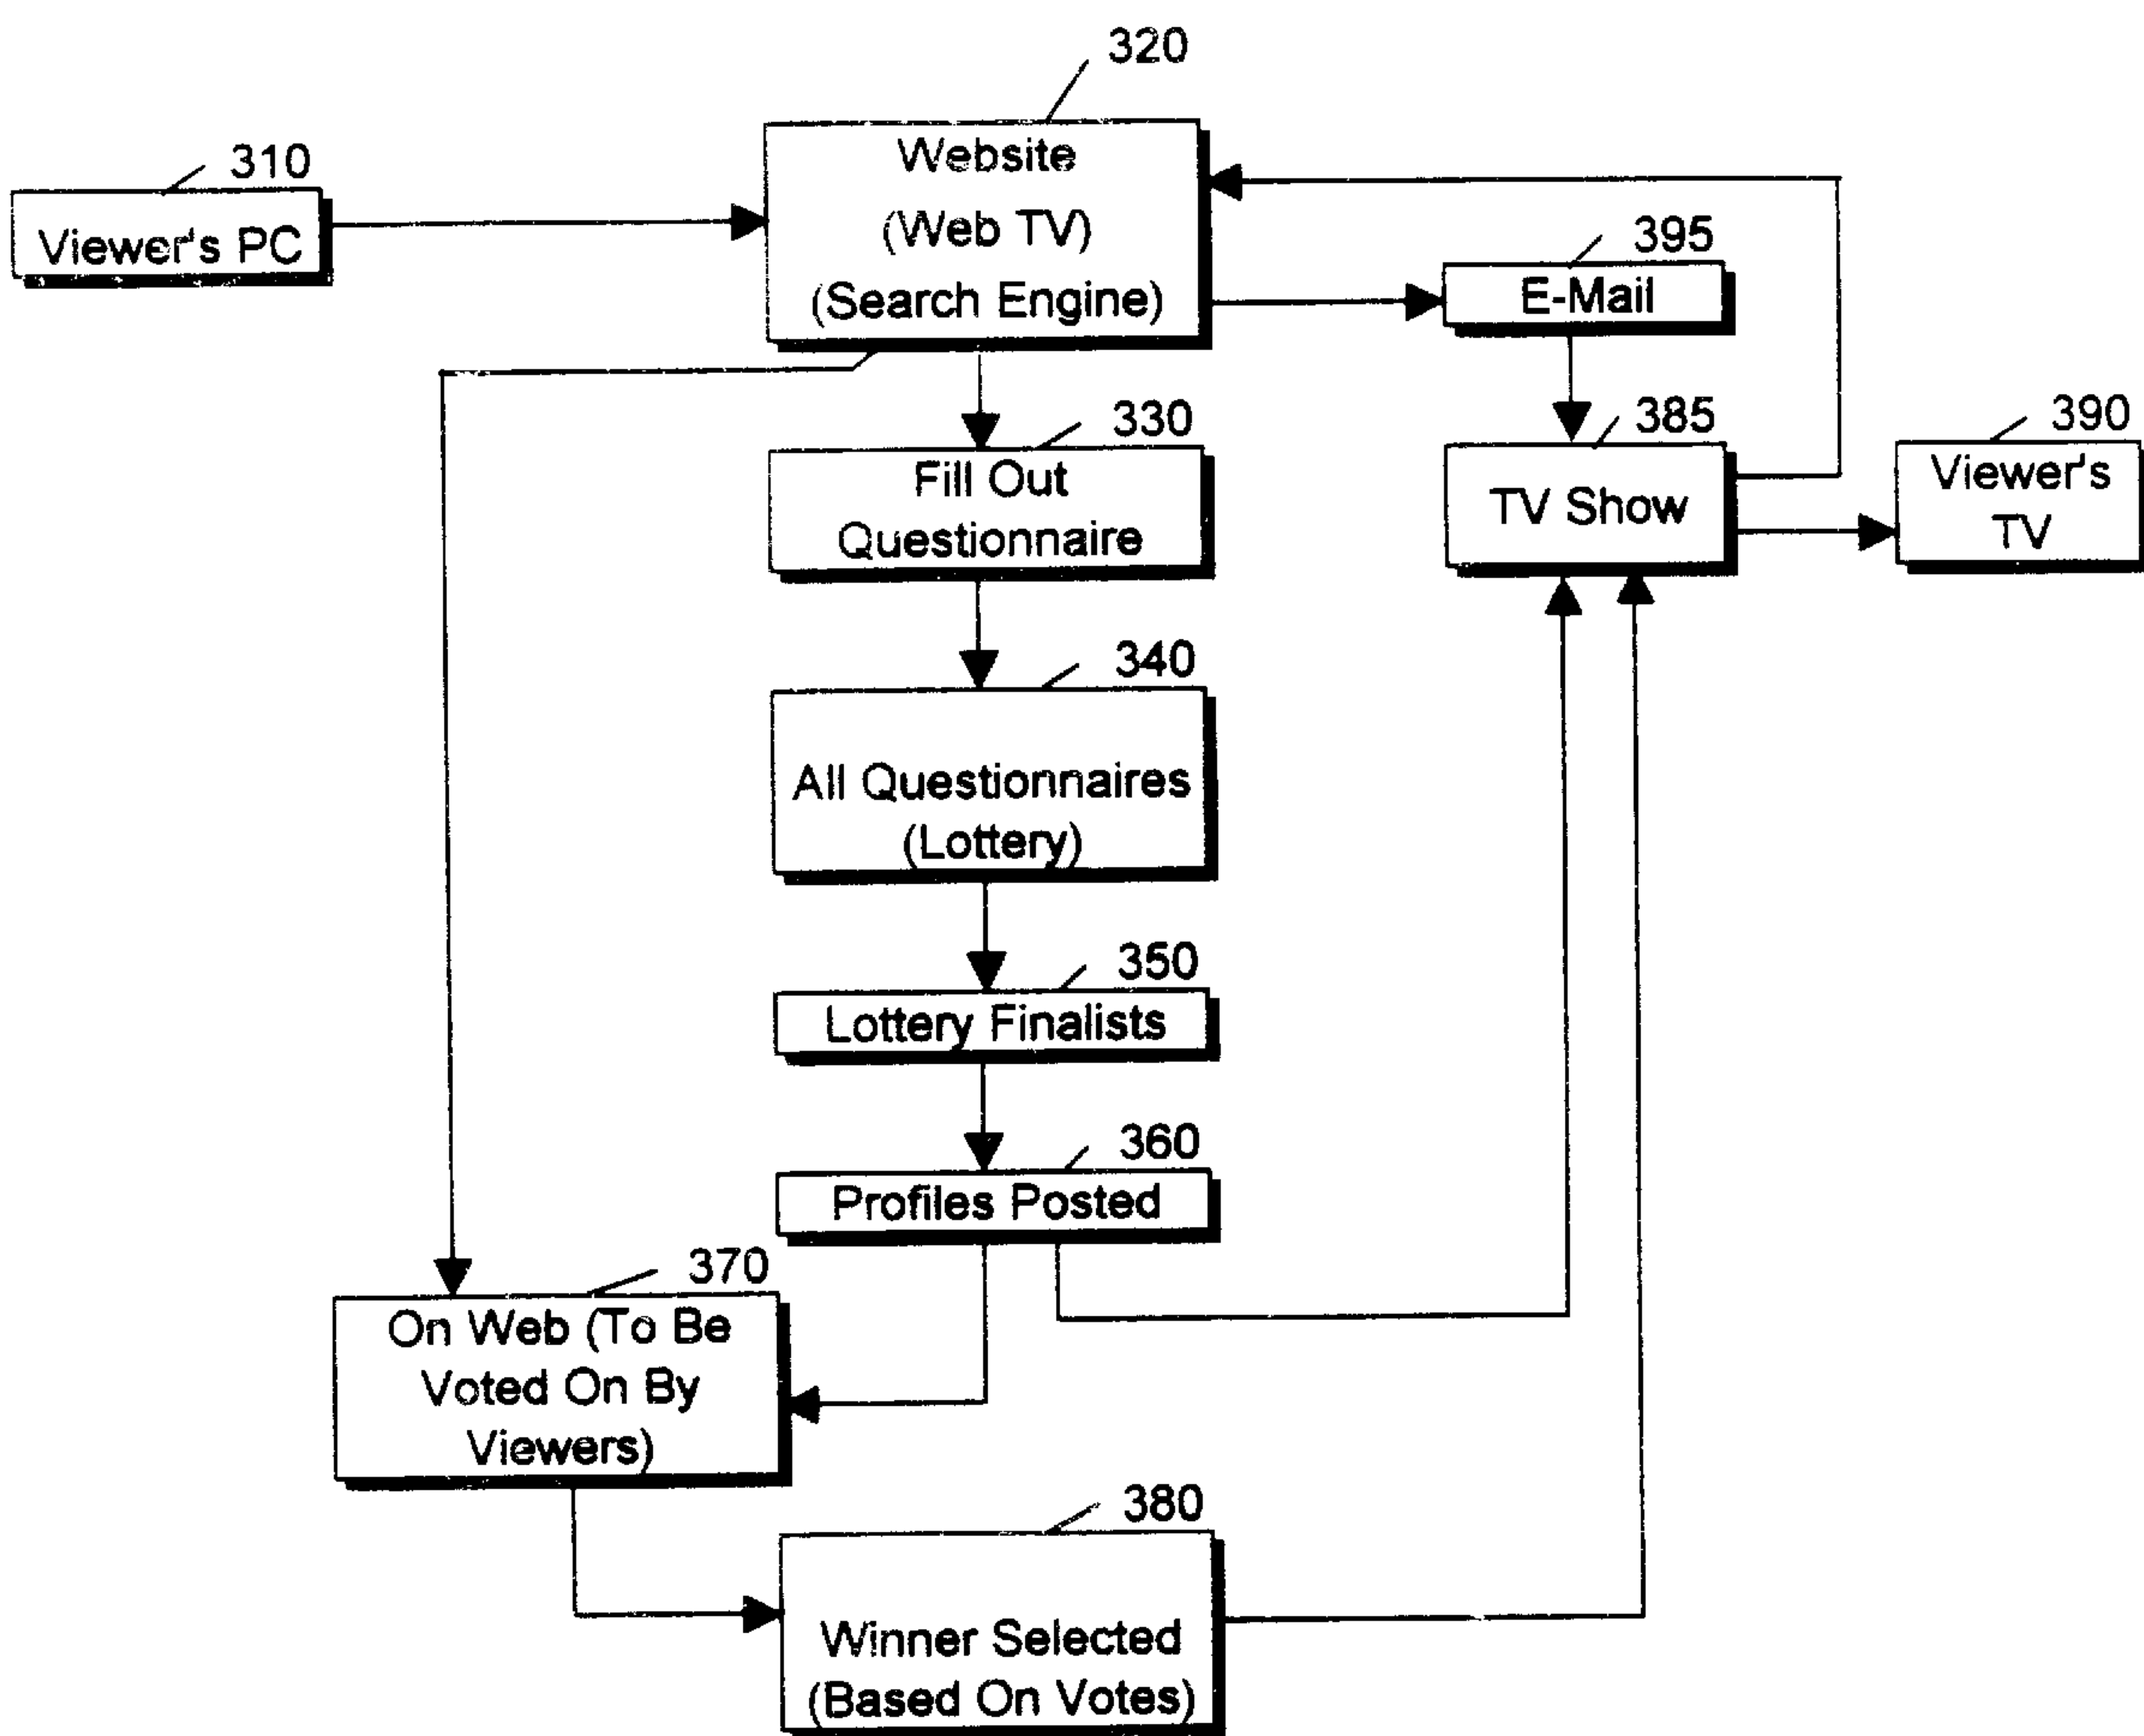 320
Website
(Web TV)
(Search Engine)
310
Viewer's PC
395
E-Mail
330
Fill Out
Questionnaire
385
TV Show
390
Viewer's
TV
340
All Questionnaires
(Lottery)
350
Lottery Finalists
360
Profiles Posted
370
On Web (To Be
Voted On By
Viewers)
380
Winner Selected
(Based On Votes)